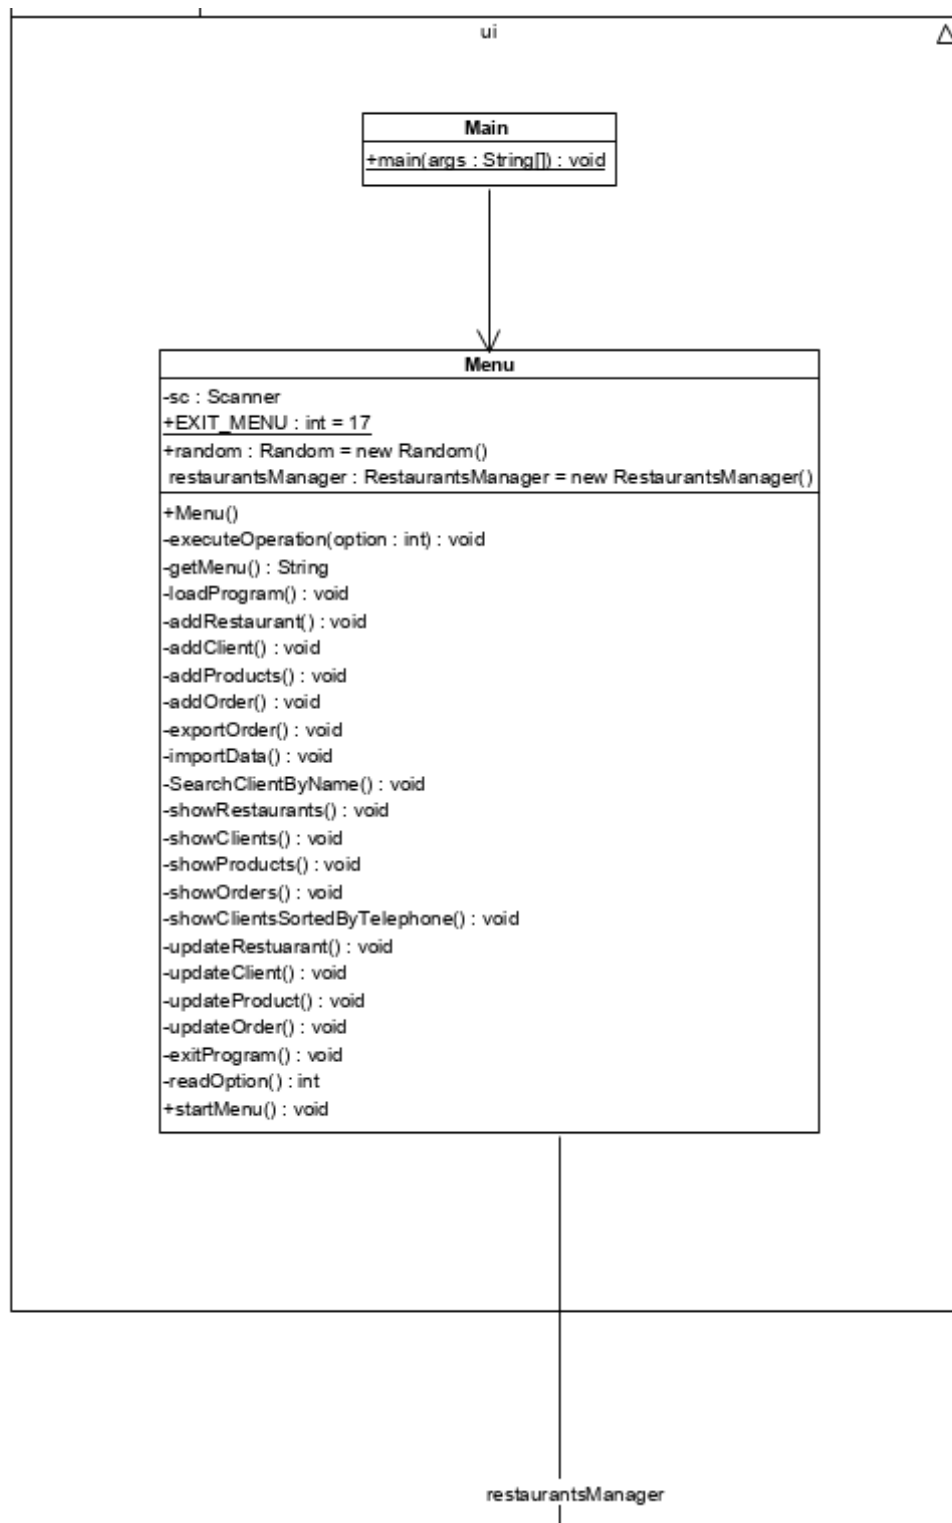 ui
Main
+main(args : String[]) : void
Menu
-sc : Scanner
+EXIT_MENU : int = 17
+random : Random = new Random()
restaurantsManager : RestaurantsManager = new RestaurantsManager()
+Menu()
-executeOperation(option : int) : void
-getMenu() : String
-loadProgram() : void
-addRestaurant() : void
-addClient() : void
-addProducts() : void
-addOrder() : void
-exportOrder() : void
-importData() : void
-SearchClientByName() : void
-showRestaurants() : void
-showClients() : void
-showProducts() : void
-showOrders() : void
-showClientsSortedByTelephone() : void
-updateRestuarant() : void
-updateClient() : void
-updateProduct() : void
-updateOrder() : void
-exitProgram() : void
-readOption() : int
+startMenu() : void
restaurantsManager